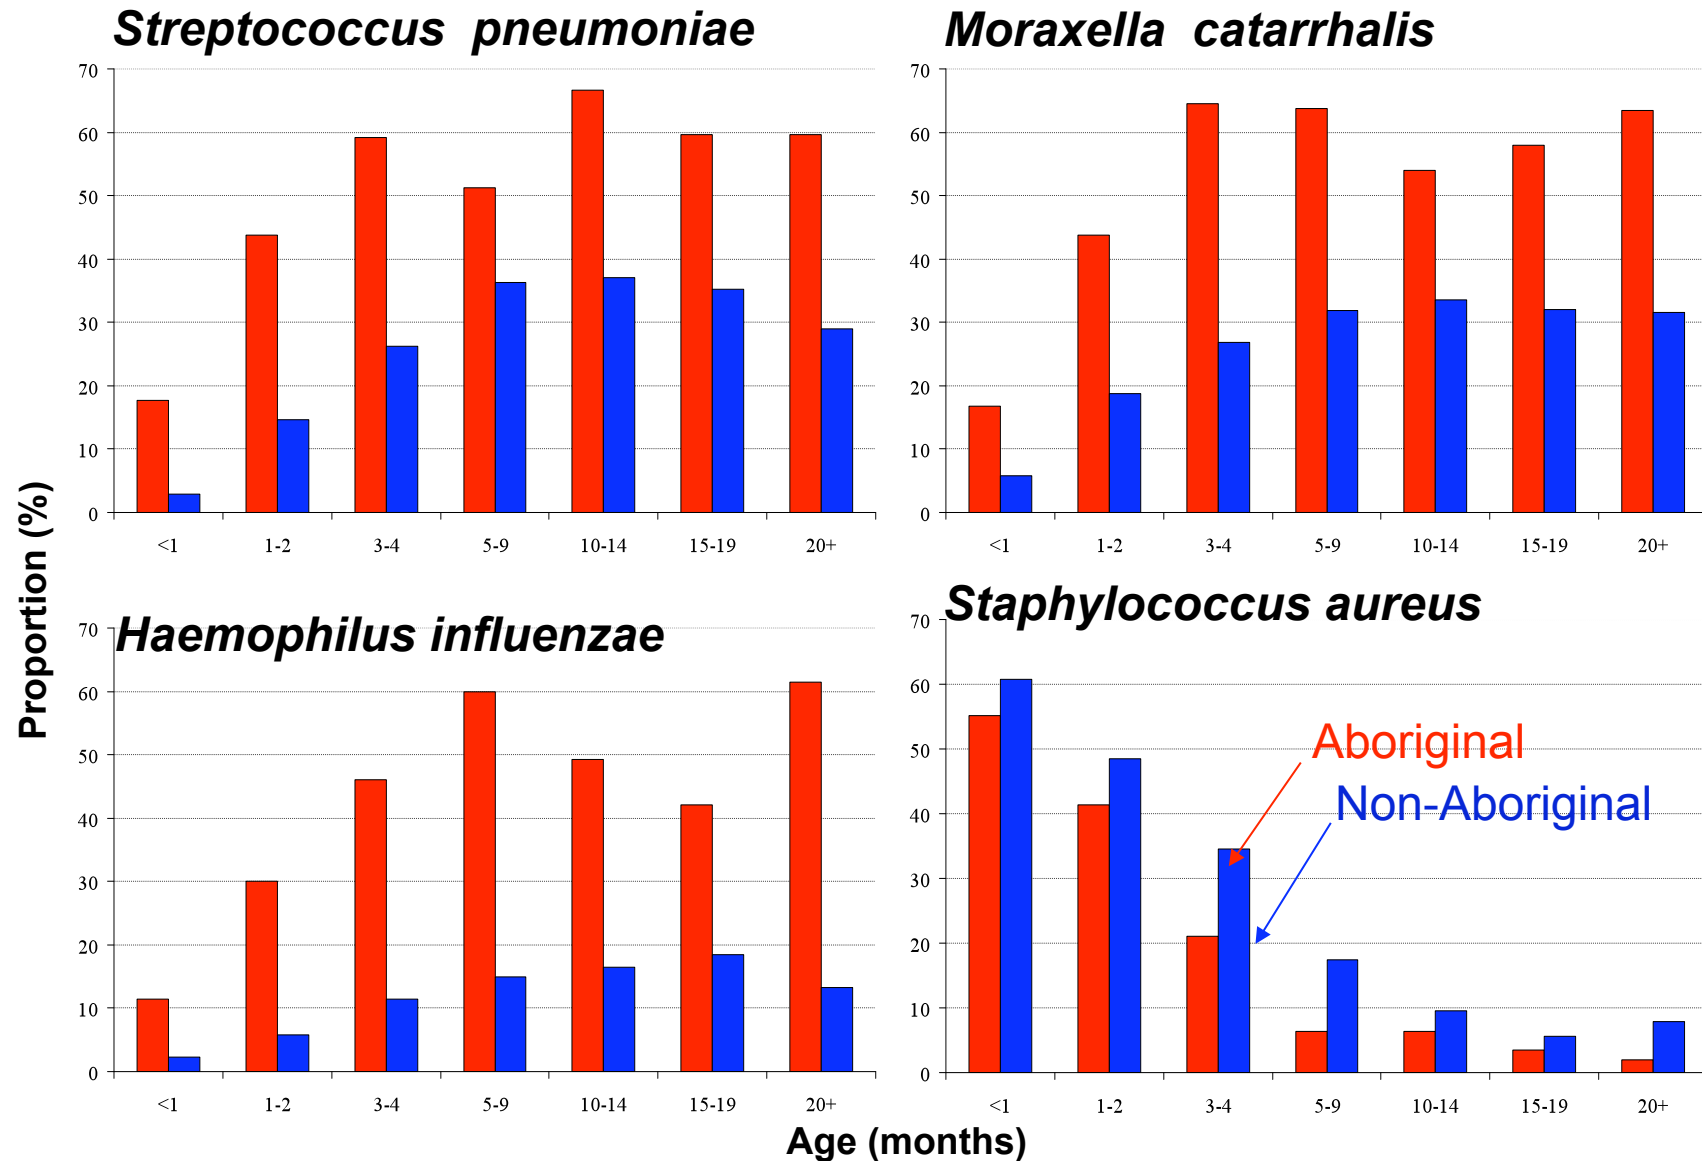 Streptococcus pneumoniae
70
60
50
40
30
20
10
0
<1 1-2 3-4 5-9 10-14 15-19 20+
Moraxella catarrhalis
70
60
50
40
30
20
10
0
<1 1-2 3-4 5-9 10-14 15-19 20+
Proportion (%)
Haemophilus influenzae
70
60
50
40
30
20
10
0
<1 1-2 3-4 5-9 10-14 15-19 20+
Staphylococcus aureus
70
60
50
40
30
20
10
0
Aboriginal
Non-Aboriginal
<1 1-2 3-4 5-9 10-14 15-19 20+
Age (months)